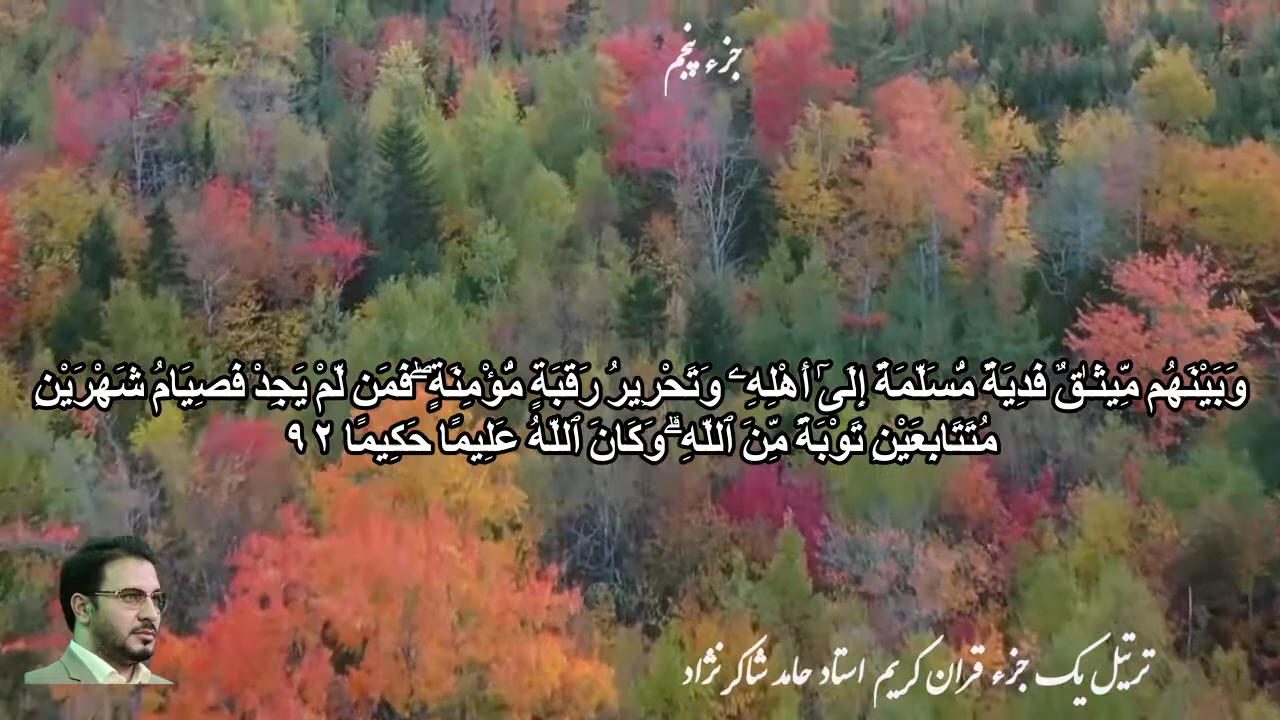 جزء پنجم
وَبَيْنَهُم مِّيثَٰقٌ فَدِيَةٌ مُّسَلَّمَةٌ إِلَىٰٓ أَهْلِهِۦ وَتَحْرِيرُ رَقَبَةٍ مُّؤْمِنَةٍۖ فَمَن لَّمْ يَجِدْ فَصِيَامُ شَهْرَيْنِ
مُتَتَابِعَيْنِ تَوْبَةً مِّنَ ٱللَّهِۗ وَكَانَ ٱللَّهُ عَلِيمًا حَكِيمًا ٩٢
ترتیل یک جزء قران کریم استاد حامد شاکرنژاد